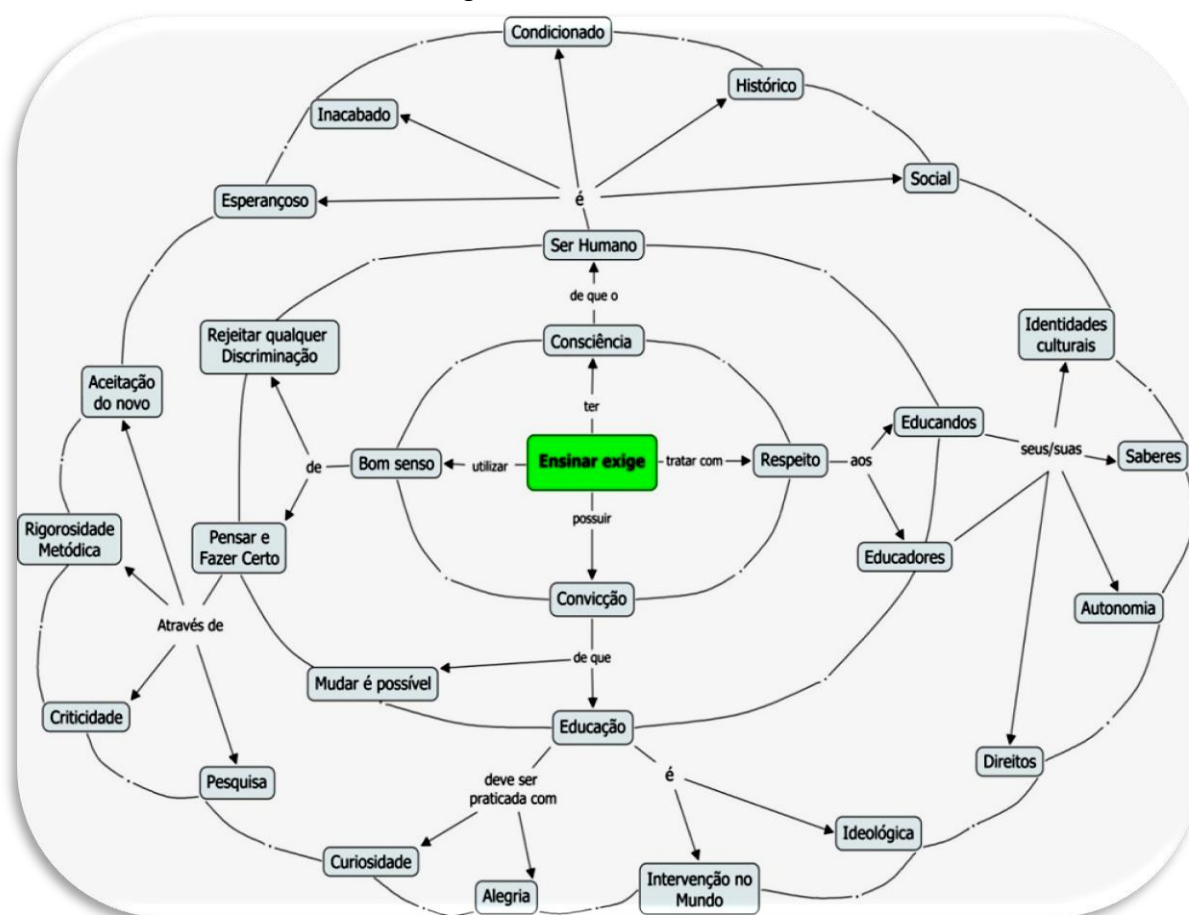 Condicionado
Histórico
Inacabado
Social
Esperançoso
é
Ser Humano
de que o
Identidades
culturais
Rejeitar qualquer
Discriminação
Consciência
Aceitação
do novo
ter
Educandos
Bom senso
de
utilizar
Ensinar exige
tratar com
Respeito
aos
seus/suas
Saberes
possuir
Rigorosidade
Metódica
Pensar e
Fazer Certo
Educadores
Convicção
Autonomia
Através de
de que
Mudar é possível
Criticidade
Educação
Pesquisa
deve ser
praticada com
é
Direitos
Ideológica
Curiosidade
Alegria
Intervenção no
Mundo